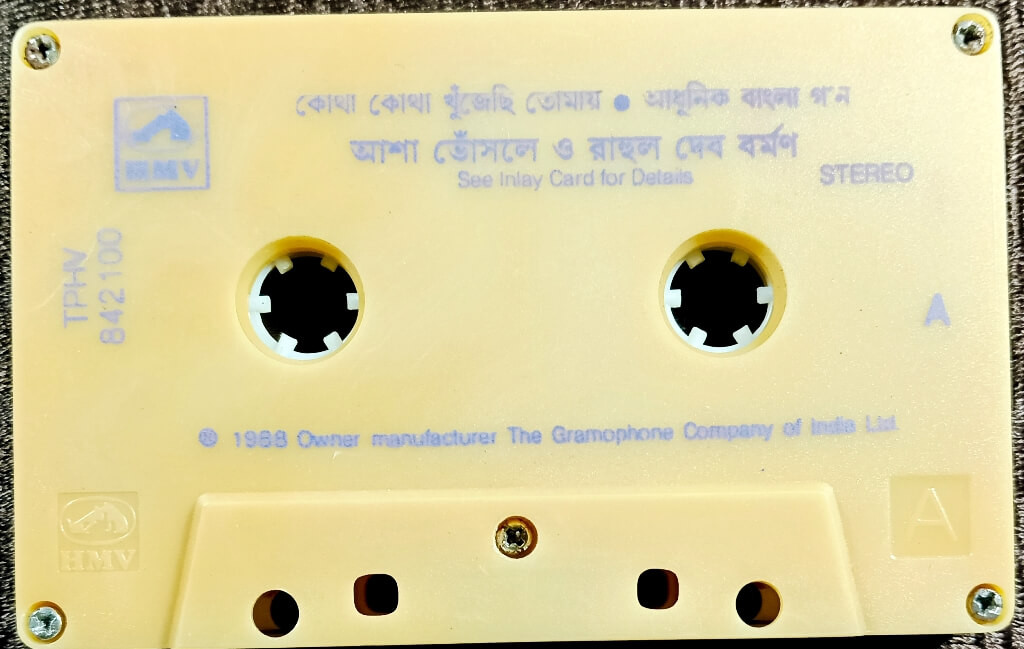 কোথা কোথা খুঁজেছি তোমায় ● আধুনিক বাংলা গান
আশা ভোঁসলে ও রাহুল দেব বর্মণ
See Inlay Card for Details
STEREO
HMV
TPHV
842100
A
℗ 1988 Owner manufacturer The Gramophone Company of India Ltd.
HMV
A